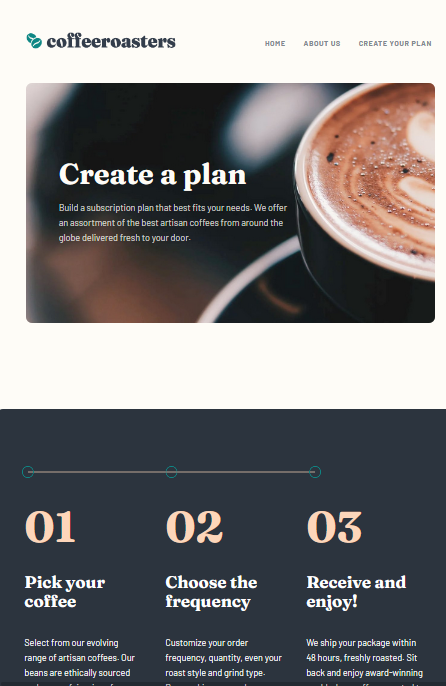 coffeeroasters
HOME ABOUT US CREATE YOUR PLAN
Create a plan
Build a subscription plan that best fits your needs. We offer
an assortment of the best artisan coffees from around the
globe delivered fresh to your door.
01
Pick your
coffee
Select from our evolving
range of artisan coffees. Our
beans are ethically sourced
02
Choose the
frequency
Customize your order
frequency, quantity, even your
roast style and grind type.
03
Receive and
enjoy!
We ship your package within
48 hours, freshly roasted. Sit
back and enjoy award-winning